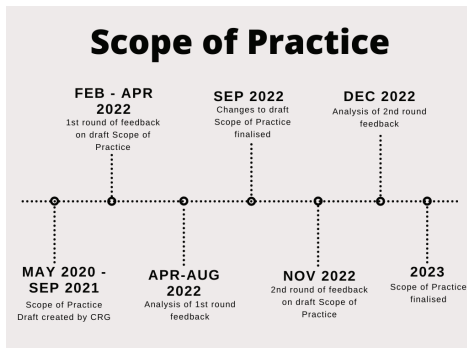 Scope of Practice
FEB - APR
2022
1st round of feedback
on draft Scope of
Practice
SEP 2022
Changes to draft
Scope of Practice
finalised
DEC 2022
Analysis of 2nd round
feedback
MAY 2020 -
SEP 2021
Scope of Practice
Draft created by CRG
APR-AUG
2022
Analysis of 1st round
feedback
NOV 2022
2nd round of feedback
on draft Scope of
Practice
2023
Scope of Practice
finalised